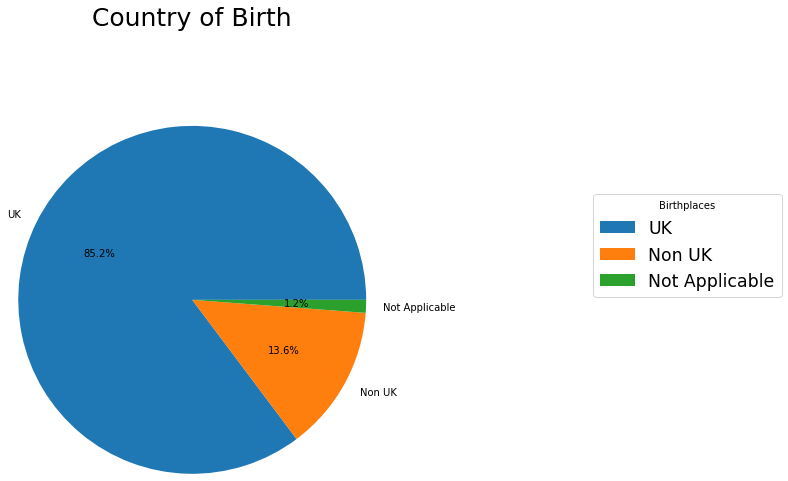 Country of Birth
UK
85.2%
1.2%
Not Applicable
13.6%
Non UK
Birthplaces
UK
Non UK
Not Applicable